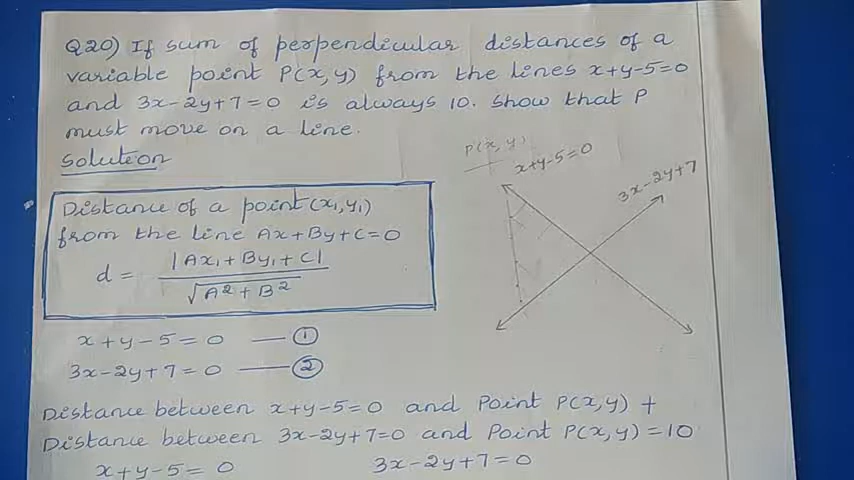 Q20) If sum of perpendicular distances of a
variable point P(x,y) from the lines x+y-5=0
and 3x-2y+7=0 is always 10. Show that P
must move on a line.
Solution
P(x, y)
x+y-5=0
3x-2y+7
Distance of a point (x₁,y₁)
from the line Ax+By+C=0
d = |Ax₁+By₁+C| / √A²+B²
x+y-5=0 — ①
3x-2y+7=0 — ②
Distance between x+y-5=0 and Point P(x,y) +
Distance between 3x-2y+7=0 and Point P(x,y)=10
x+y-5=0 3x-2y+7=0